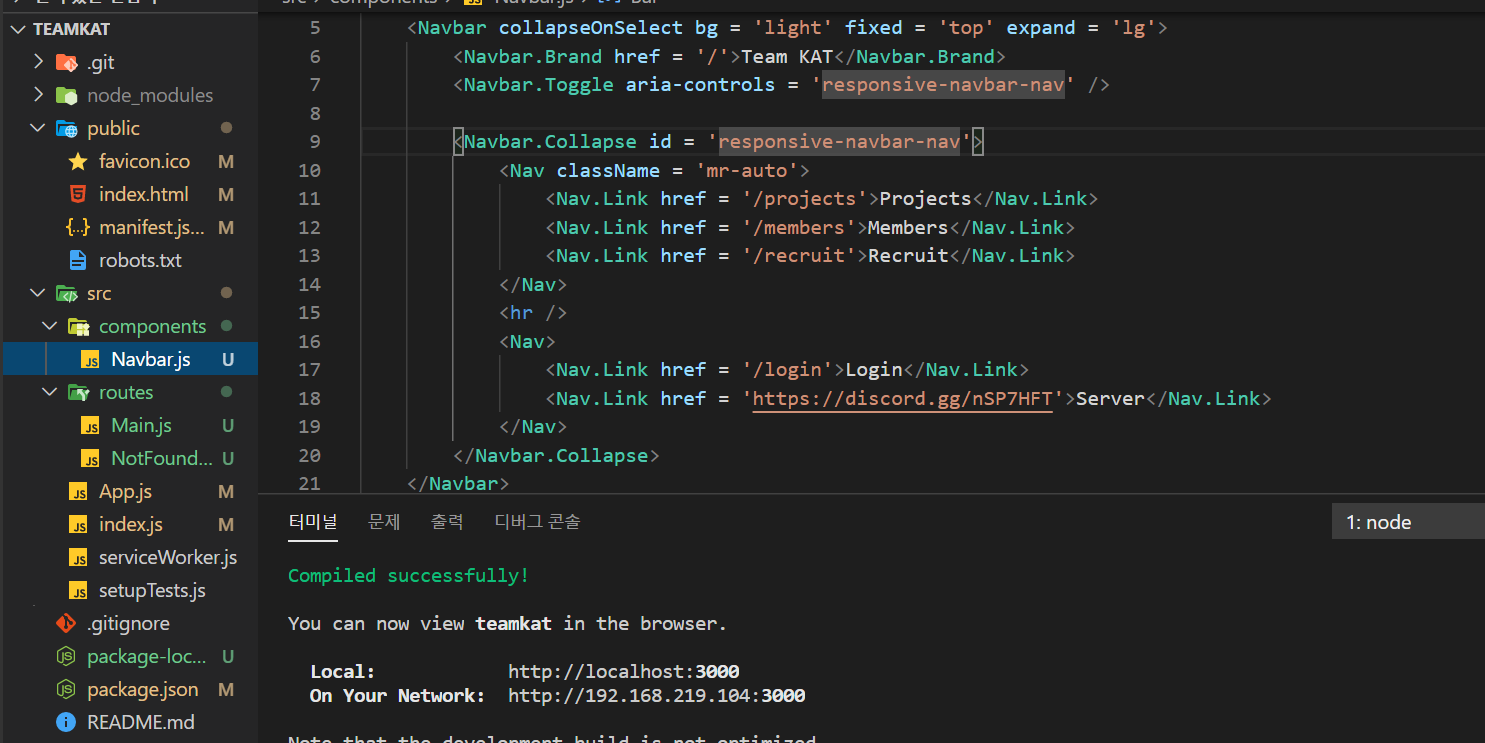 TEAMKAT
.git
node_modules
public
favicon.ico M
index.html M
manifest.js... M
robots.txt
src
components
Navbar.js U
routes
Main.js U
NotFound... U
App.js M
index.js M
serviceWorker.js
setupTests.js
.gitignore
package-loc... U
package.json M
README.md
5 <Navbar collapseOnSelect bg = 'light' fixed = 'top' expand = 'lg'>
6 <Navbar.Brand href = '/'>Team KAT</Navbar.Brand>
7 <Navbar.Toggle aria-controls = 'responsive-navbar-nav' />
8
9 <Navbar.Collapse id = 'responsive-navbar-nav'>
10 <Nav className = 'mr-auto'>
11 <Nav.Link href = '/projects'>Projects</Nav.Link>
12 <Nav.Link href = '/members'>Members</Nav.Link>
13 <Nav.Link href = '/recruit'>Recruit</Nav.Link>
14 </Nav>
15 <hr />
16 <Nav>
17 <Nav.Link href = '/login'>Login</Nav.Link>
18 <Nav.Link href = 'https://discord.gg/nSP7HFT'>Server</Nav.Link>
19 </Nav>
20 </Navbar.Collapse>
21 </Navbar>
터미널 문제 출력 디버그 콘솔 1: node
Compiled successfully!
You can now view teamkat in the browser.
Local: http://localhost:3000
On Your Network: http://192.168.219.104:3000
Note that the development build is not optimized